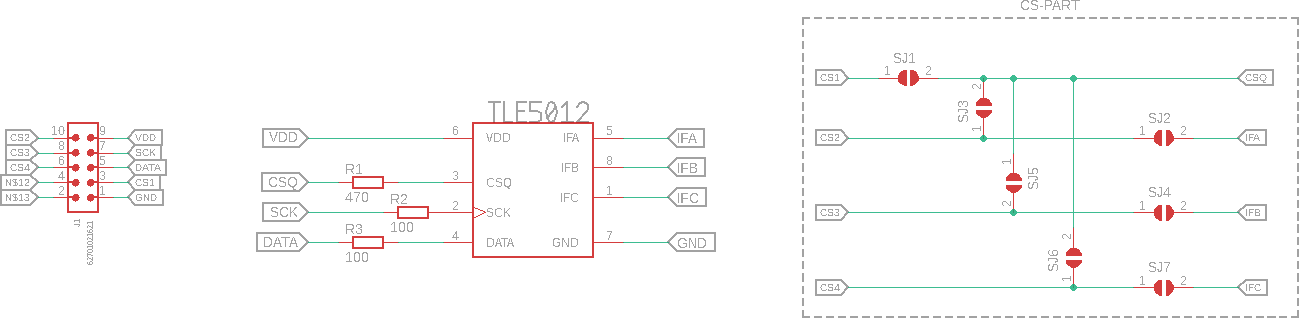 CS-PART
CS2 10 9 VDD
CS3 8 7 SCK
CS4 6 5 DATA
N$12 4 3 CS1
N$13 2 1 GND
J1
62701021621
TLE5012
VDD 6 VDD IFA 5 IFA
IFB 8 IFB
R1
CSQ 3 CSQ
470
IFC 1 IFC
R2
SCK 2 SCK
100
R3
DATA 4 DATA GND 7 GND
100
SJ1
CS1 1 2 CSQ
2
SJ3
1
SJ2
CS2 1 2 IFA
1
SJ5
2
SJ4
CS3 1 2 IFB
2
SJ6
1
SJ7
CS4 1 2 IFC